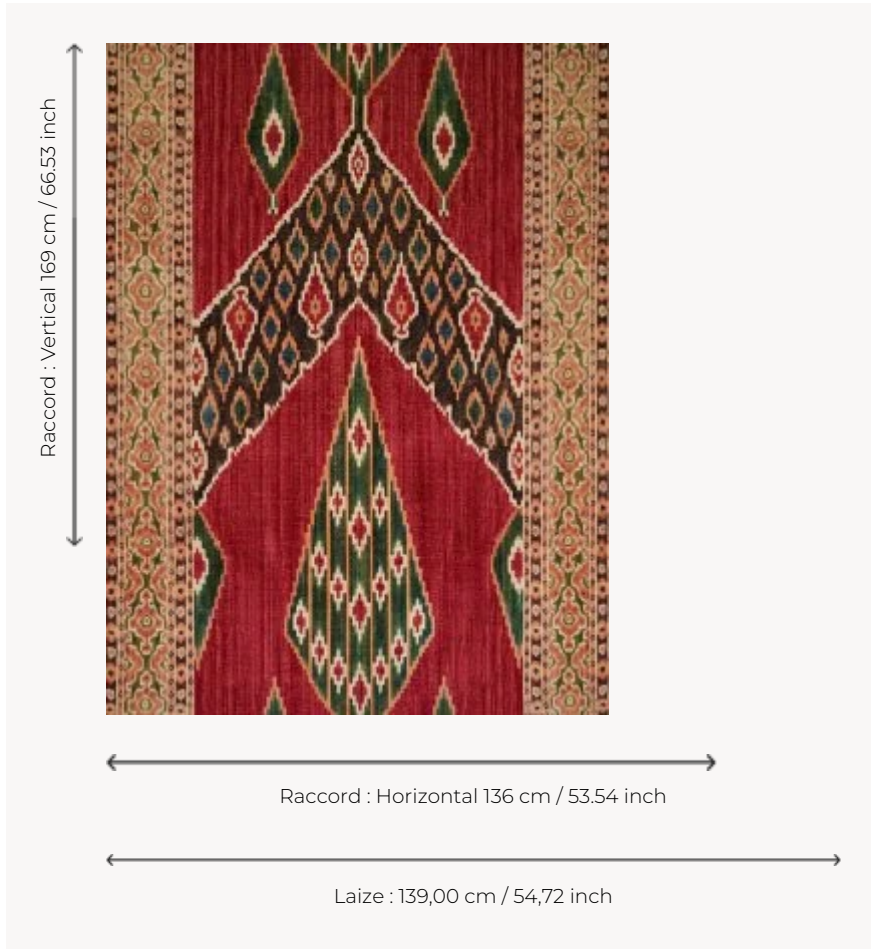 Raccord : Vertical 169 cm / 66.53 inch
Raccord : Horizontal 136 cm / 53.54 inch
Laize : 139,00 cm / 54,72 inch